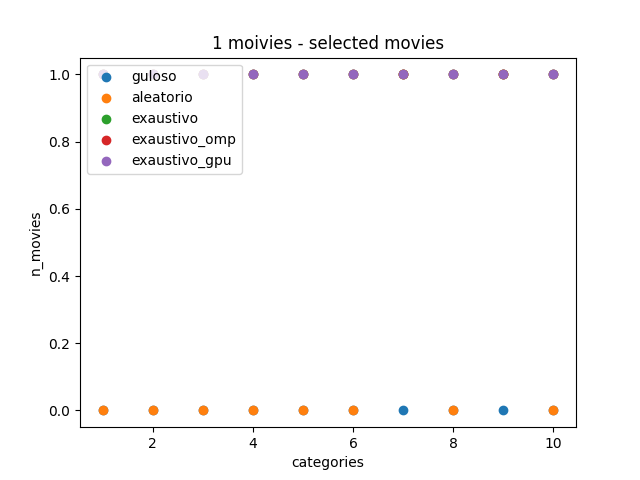 1 moivies - selected movies
1.0
0.8
0.6
0.4
0.2
0.0
n_movies
guloso
aleatorio
exaustivo
exaustivo_omp
exaustivo_gpu
2
4
6
8
10
categories